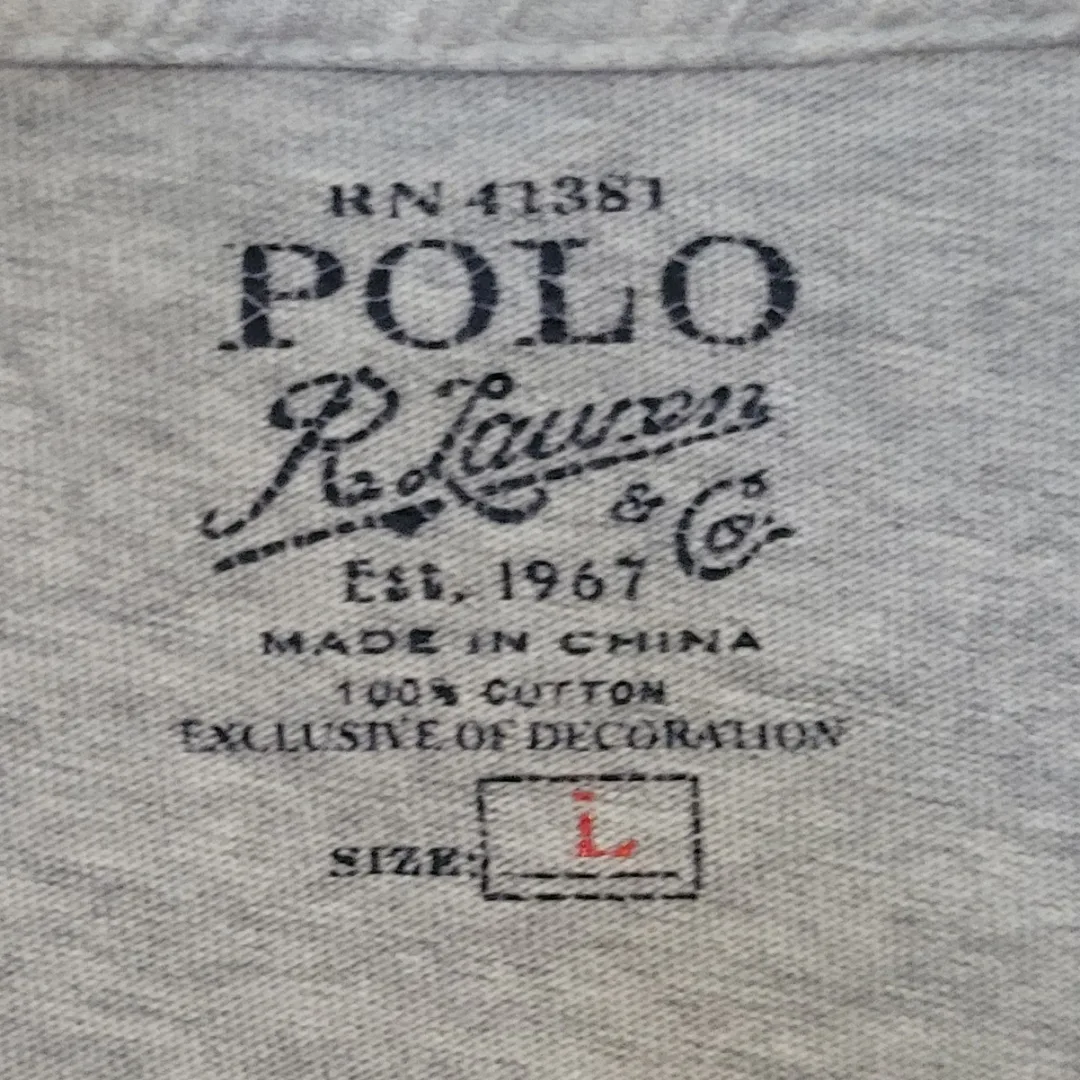 RN 41381
POLO
R. Lauren
& Co
Est. 1967
MADE IN CHINA
100% COTTON
EXCLUSIVE OF DECORATION
SIZE: L